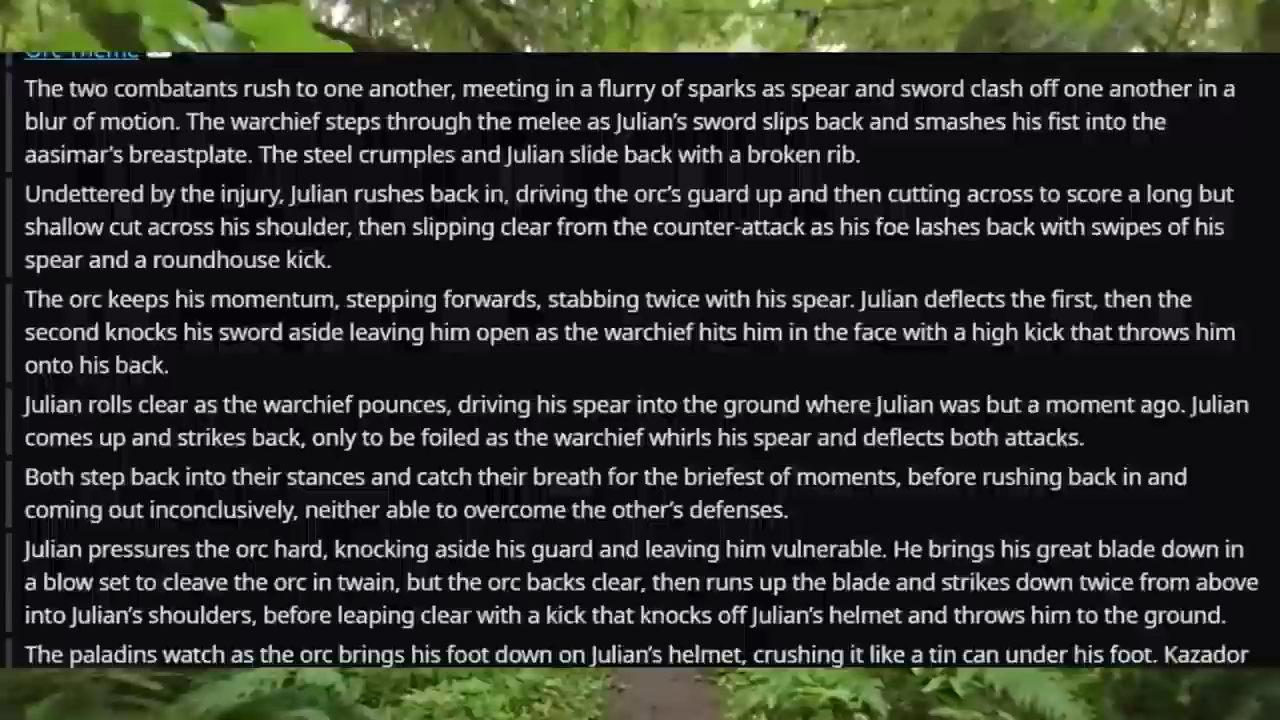 Orc Theme
The two combatants rush to one another, meeting in a flurry of sparks as spear and sword clash off one another in a
blur of motion. The warchief steps through the melee as Julian’s sword slips back and smashes his fist into the
aasimar’s breastplate. The steel crumples and Julian slide back with a broken rib.
Undettered by the injury, Julian rushes back in, driving the orc’s guard up and then cutting across to score a long but
shallow cut across his shoulder, then slipping clear from the counter-attack as his foe lashes back with swipes of his
spear and a roundhouse kick.
The orc keeps his momentum, stepping forwards, stabbing twice with his spear. Julian deflects the first, then the
second knocks his sword aside leaving him open as the warchief hits him in the face with a high kick that throws him
onto his back.
Julian rolls clear as the warchief pounces, driving his spear into the ground where Julian was but a moment ago. Julian
comes up and strikes back, only to be foiled as the warchief whirls his spear and deflects both attacks.
Both step back into their stances and catch their breath for the briefest of moments, before rushing back in and
coming out inconclusively, neither able to overcome the other’s defenses.
Julian pressures the orc hard, knocking aside his guard and leaving him vulnerable. He brings his great blade down in
a blow set to cleave the orc in twain, but the orc backs clear, then runs up the blade and strikes down twice from above
into Julian’s shoulders, before leaping clear with a kick that knocks off Julian’s helmet and throws him to the ground.
The paladins watch as the orc brings his foot down on Julian’s helmet, crushing it like a tin can under his foot. Kazador